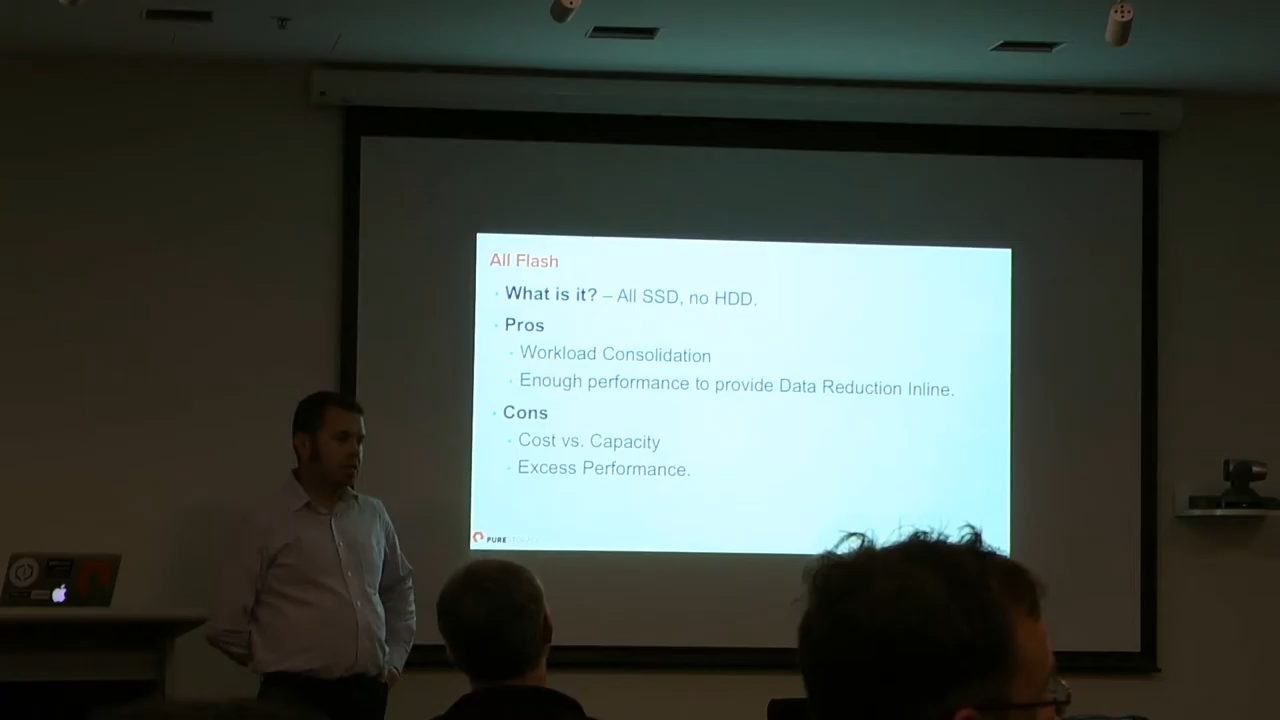 All Flash
What is it? – All SSD, no HDD.
Pros
Workload Consolidation
Enough performance to provide Data Reduction Inline.
Cons
Cost vs. Capacity
Excess Performance.
PURE